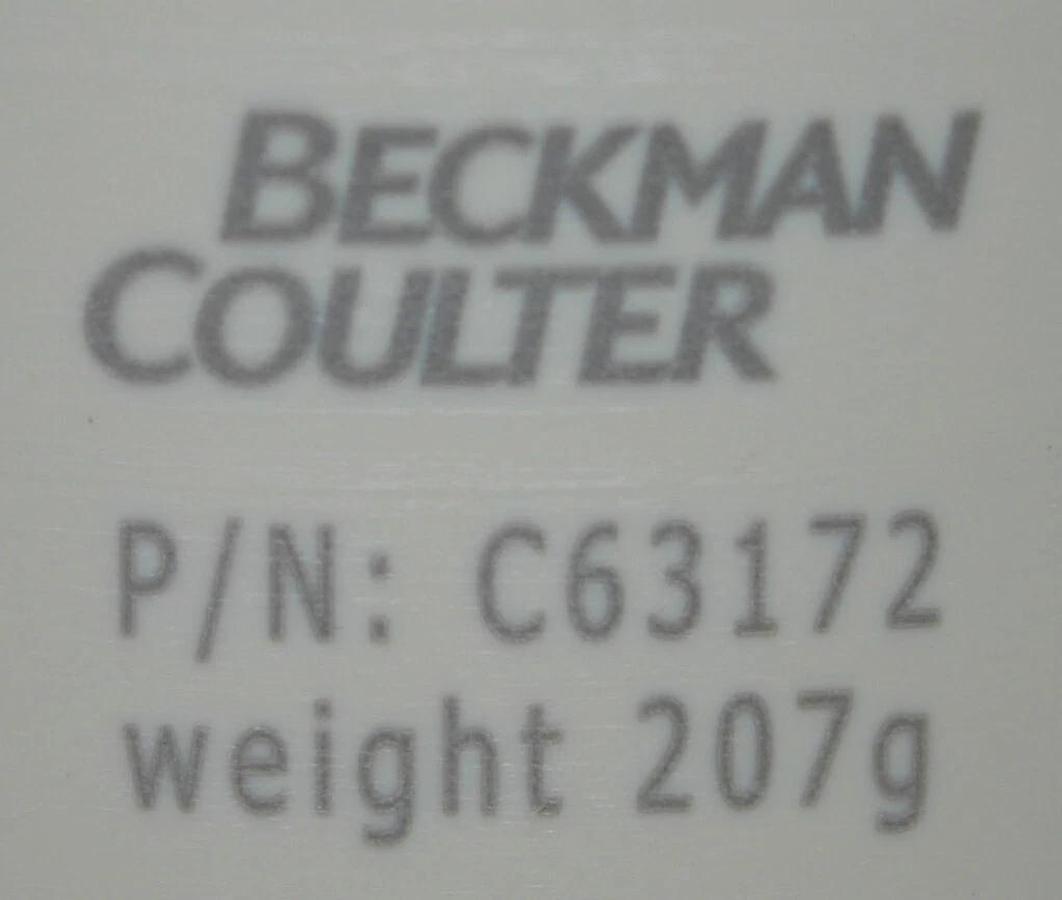 BECKMAN
COULTER
P/N: C63172
weight 207g